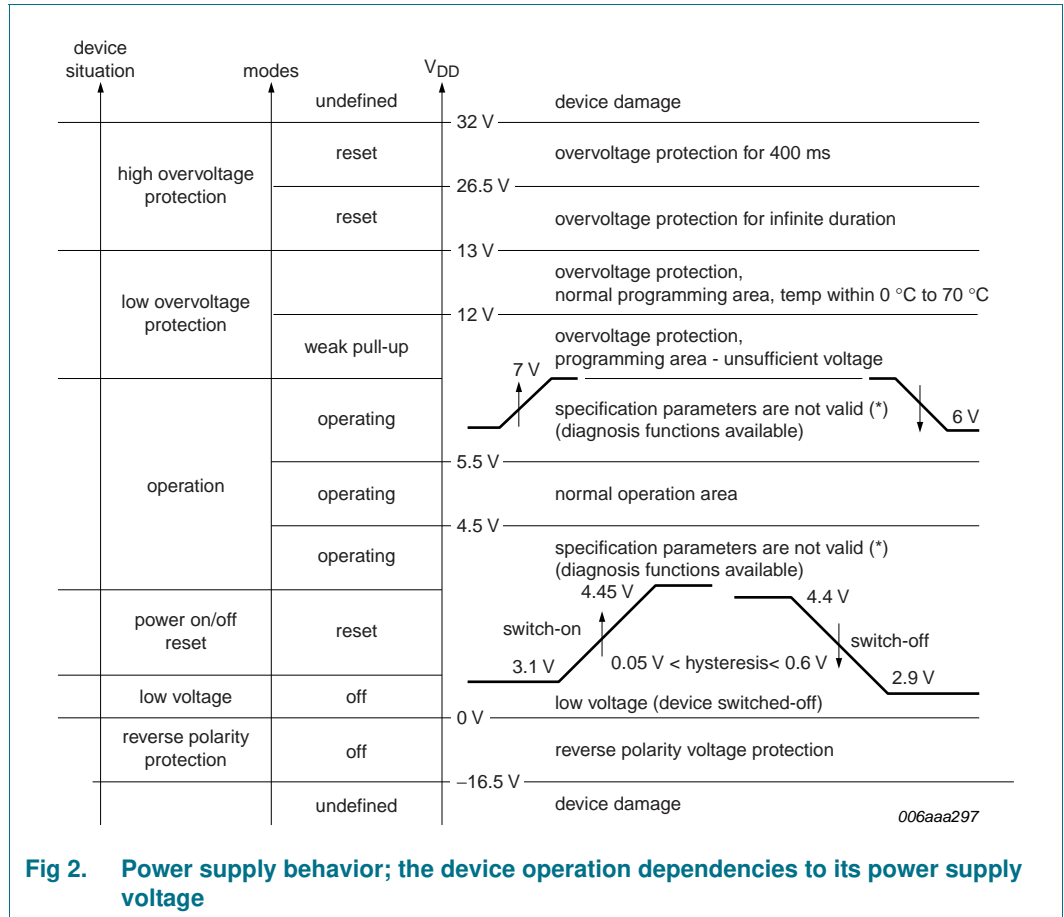 device
situation
modes
VDD
undefined
device damage
32 V
high overvoltage
protection
reset
overvoltage protection for 400 ms
26.5 V
reset
overvoltage protection for infinite duration
13 V
low overvoltage
protection
overvoltage protection,
normal programming area, temp within 0 °C to 70 °C
12 V
weak pull-up
overvoltage protection,
programming area - unsufficient voltage
7 V
operation
operating
specification parameters are not valid (*)
(diagnosis functions available)
6 V
5.5 V
operating
normal operation area
4.5 V
operating
specification parameters are not valid (*)
(diagnosis functions available)
4.45 V
4.4 V
power on/off
reset
reset
switch-on
switch-off
3.1 V
0.05 V < hysteresis< 0.6 V
2.9 V
low voltage
off
low voltage (device switched-off)
0 V
reverse polarity
protection
off
reverse polarity voltage protection
−16.5 V
undefined
device damage
006aaa297
Fig 2. Power supply behavior; the device operation dependencies to its power supply
voltage